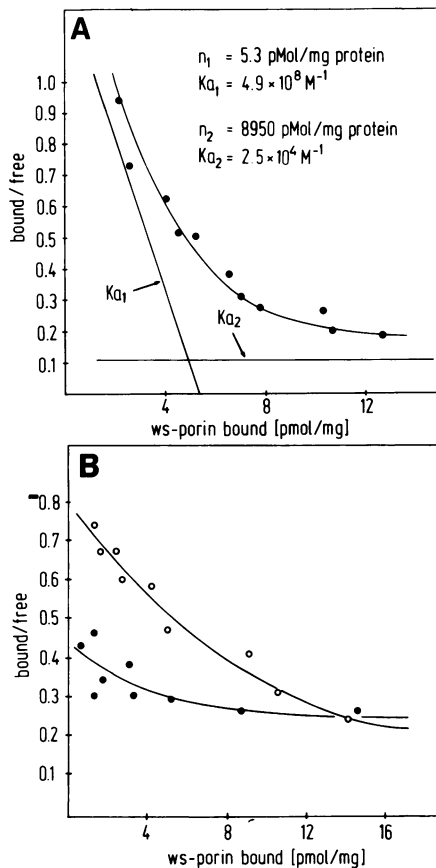 A
n₁ = 5.3 pMol/mg protein
Ka₁ = 4.9 × 10⁸ M⁻¹
n₂ = 8950 pMol/mg protein
Ka₂ = 2.5 × 10⁴ M⁻¹
bound/free
1.0
0.9
0.8
0.7
0.6
0.5
0.4
0.3
0.2
0.1
Ka₁
Ka₂
4 8 12
ws-porin bound [pmol/mg]
B
bound/free
0.8
0.7
0.6
0.5
0.4
0.3
0.2
0.1
4 8 12 16
ws-porin bound [pmol/mg]